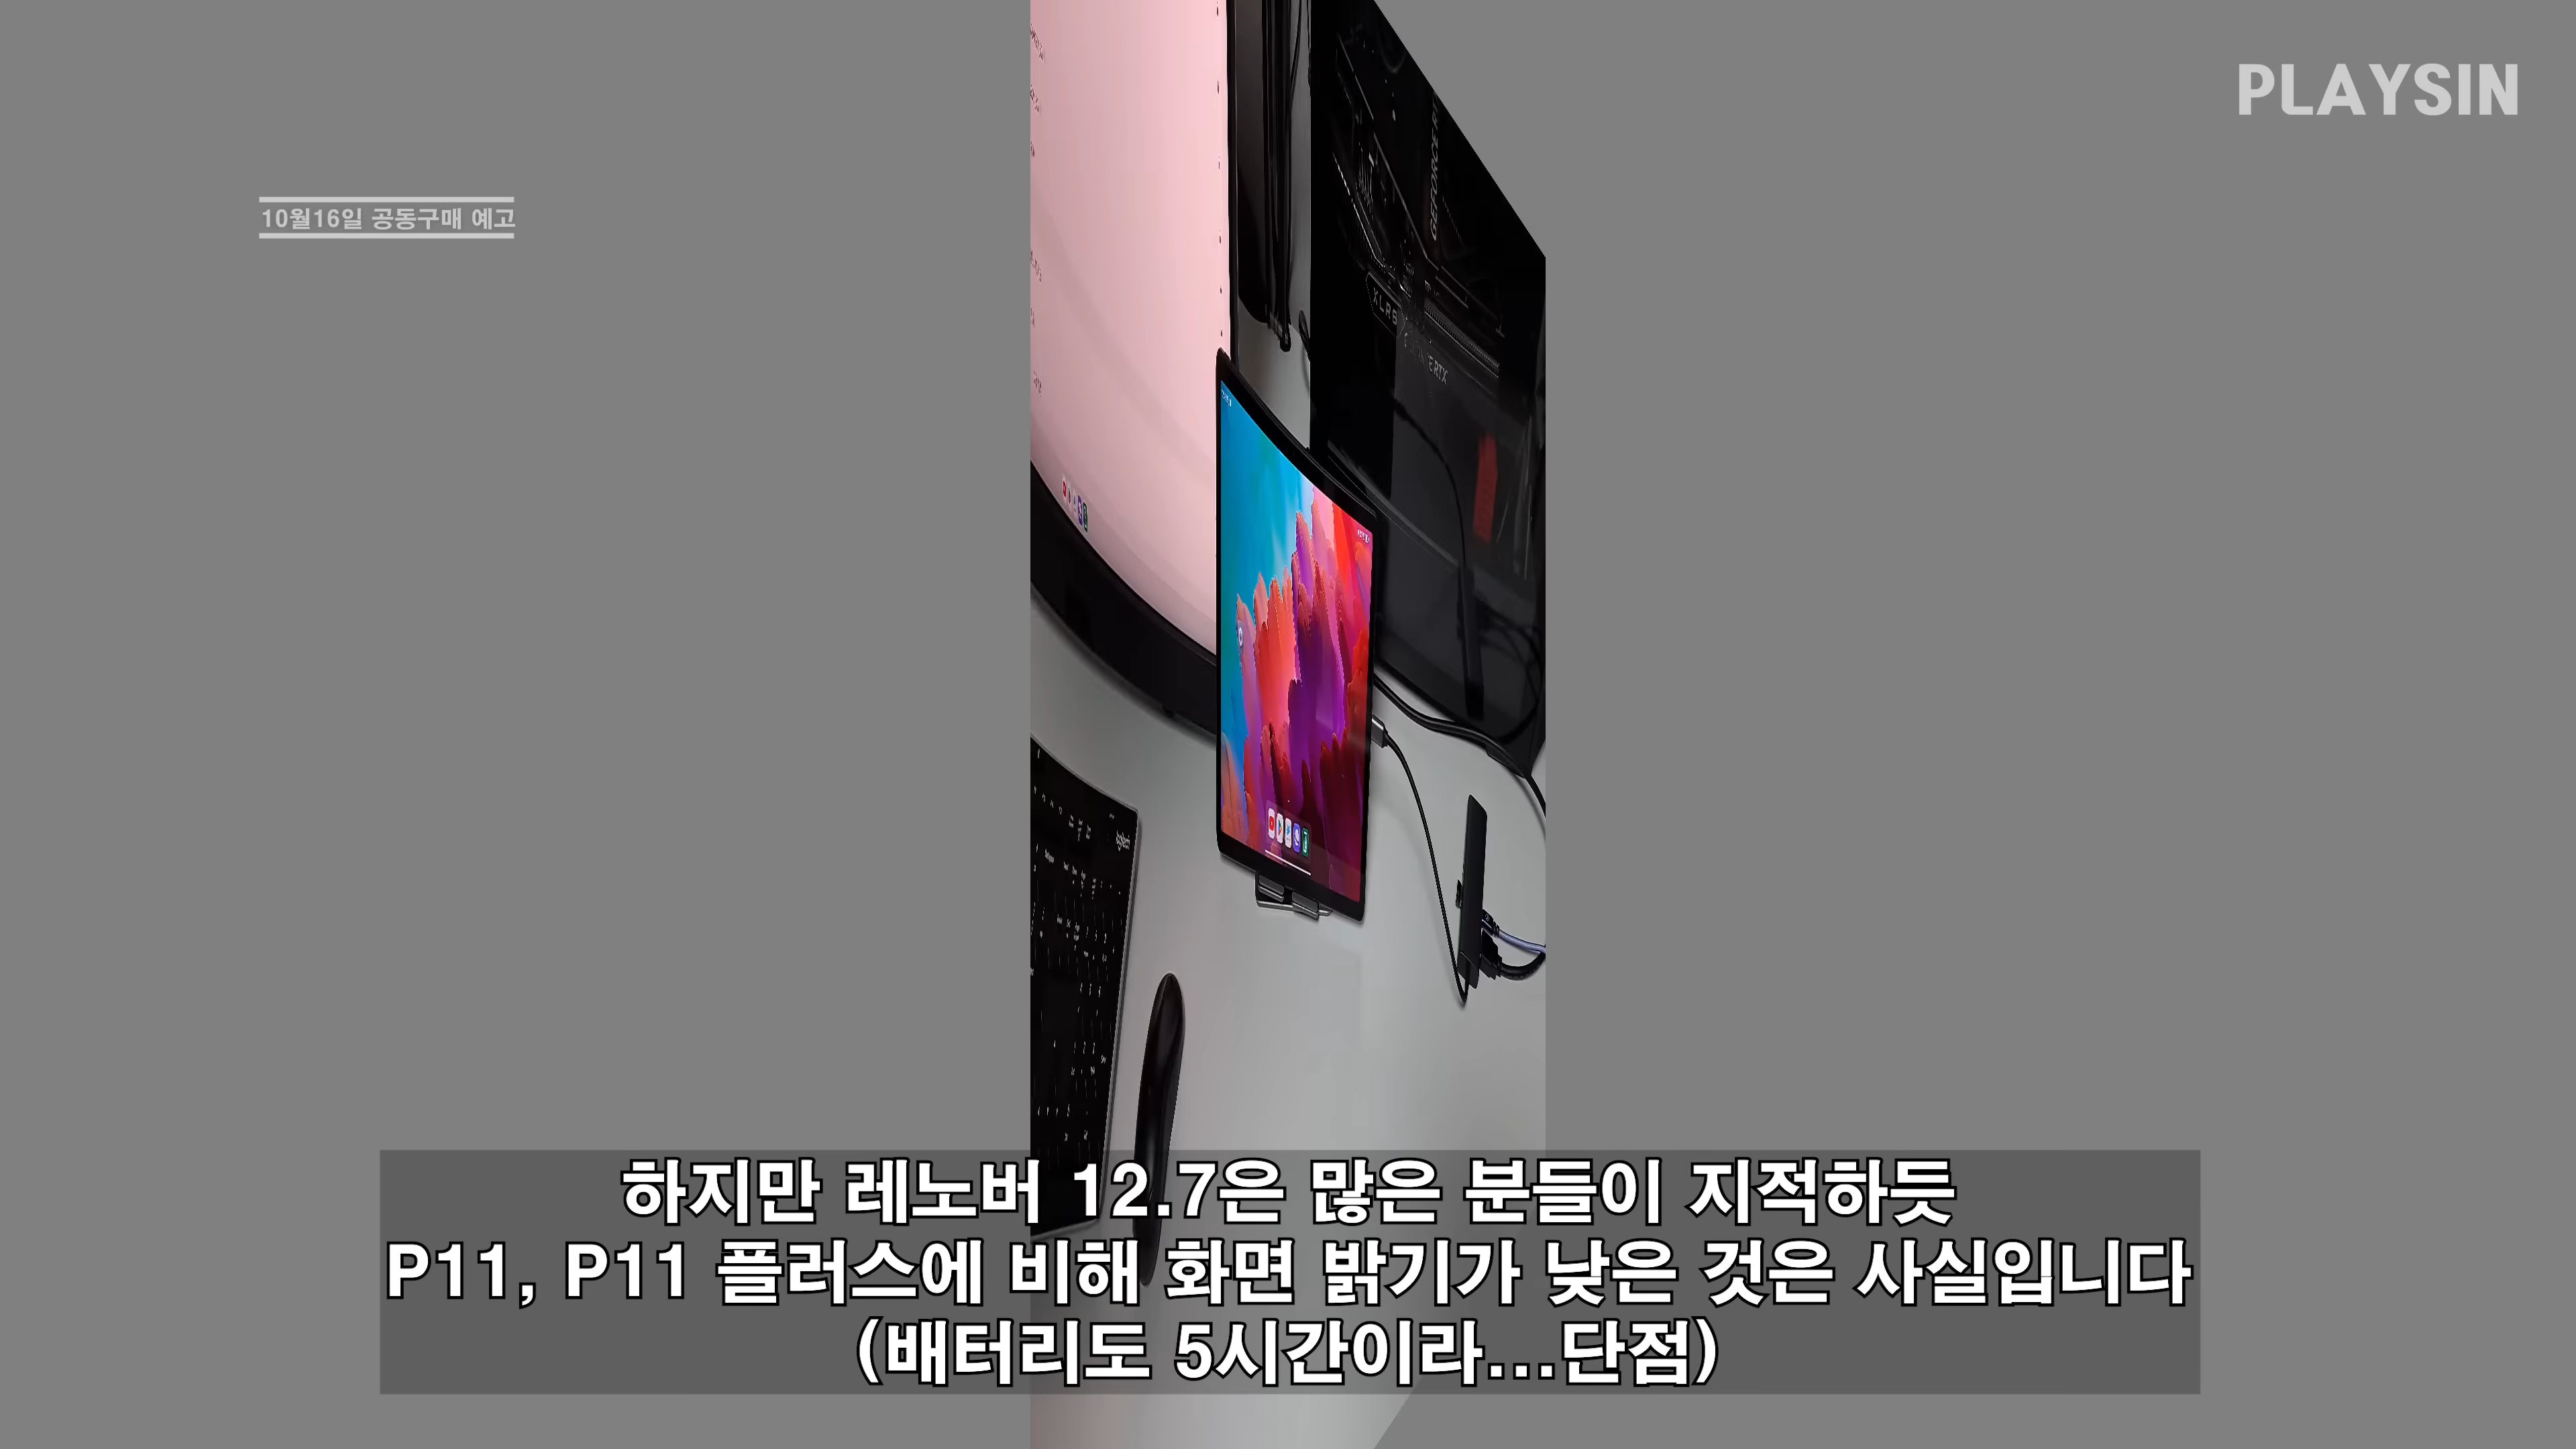 PLAYSIN
10월16일 공동구매 예고
GEFORCE
XLR8
RTX
하지만 레노버 12.7은 많은 분들이 지적하듯
P11, P11 플러스에 비해 화면 밝기가 낮은 것은 사실입니다
(배터리도 5시간이라...단점)